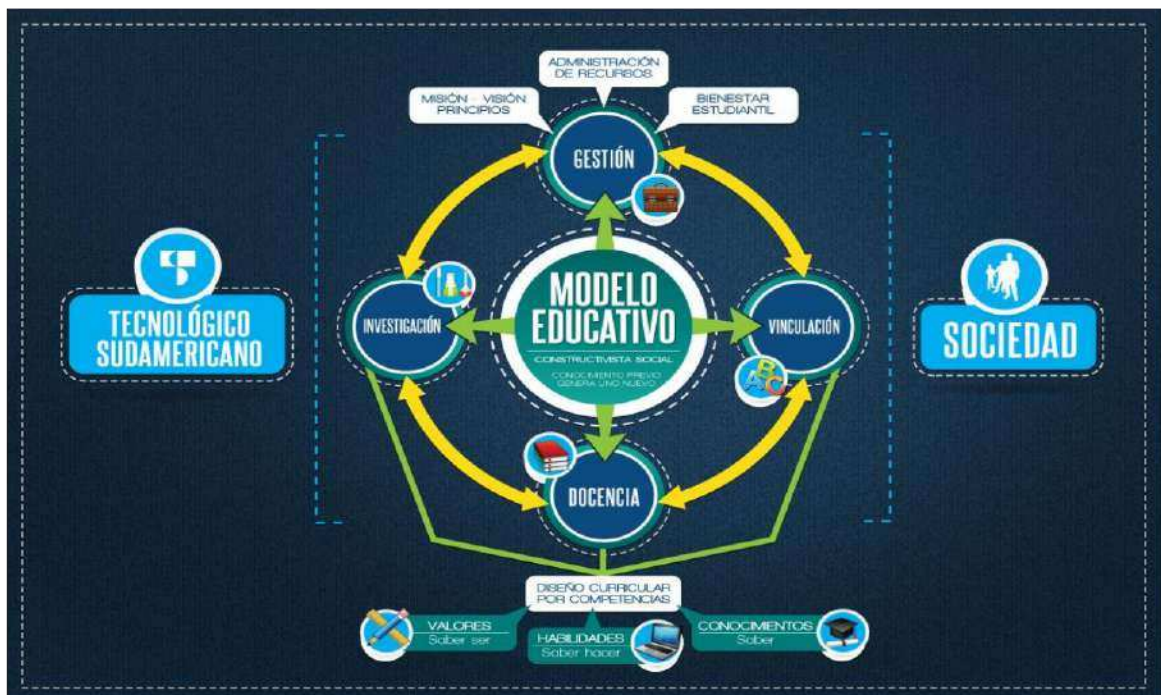 ADMINISTRACIÓN
DE RECURSOS
MISIÓN - VISIÓN
PRINCIPIOS
BIENESTAR
ESTUDIANTIL
GESTIÓN
TECNOLÓGICO
SUDAMERICANO
INVESTIGACIÓN
MODELO
EDUCATIVO
CONSTRUCTIVISTA SOCIAL
CONOCIMIENTO PREVIO
GENERA UNO NUEVO
VINCULACIÓN
A B C
SOCIEDAD
DOCENCIA
DISEÑO CURRICULAR
POR COMPETENCIAS
VALORES
Saber ser
HABILIDADES
Saber hacer
CONOCIMIENTOS
Saber